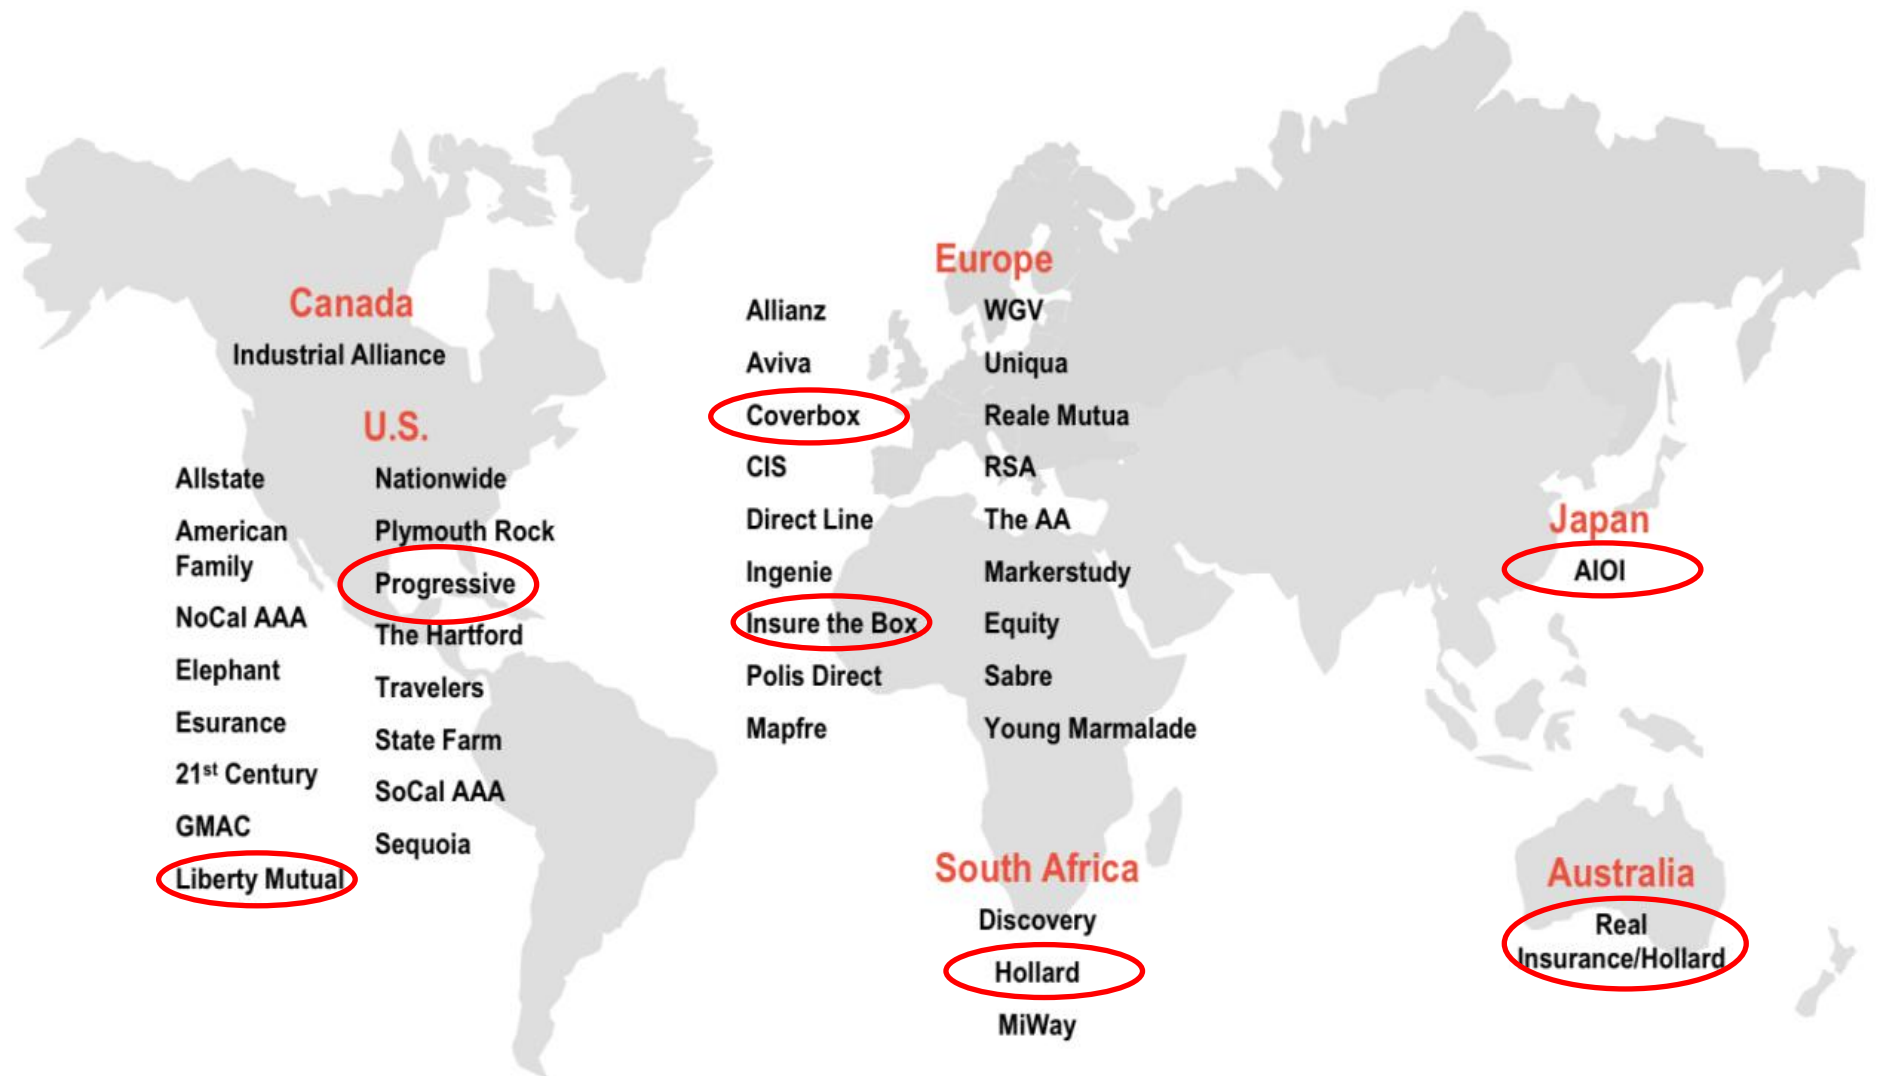 Canada
Industrial Alliance
U.S.
Allstate
American
Family
NoCal AAA
Elephant
Esurance
21st Century
GMAC
Liberty Mutual
Nationwide
Plymouth Rock
Progressive
The Hartford
Travelers
State Farm
SoCal AAA
Sequoia
Europe
Allianz
Aviva
Coverbox
CIS
Direct Line
Ingenie
Insure the Box
Polis Direct
Mapfre
WGV
Uniqua
Reale Mutua
RSA
The AA
Markerstudy
Equity
Sabre
Young Marmalade
South Africa
Discovery
Hollard
MiWay
Japan
AIOI
Australia
Real
Insurance/Hollard